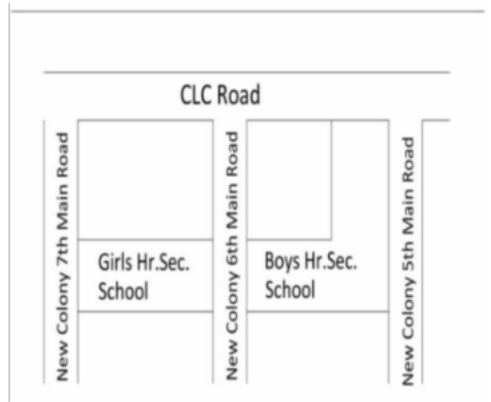 CLC Road
New Colony 7th Main Road
Girls Hr.Sec.
School
New Colony 6th Main Road
Boys Hr.Sec.
School
New Colony 5th Main Road